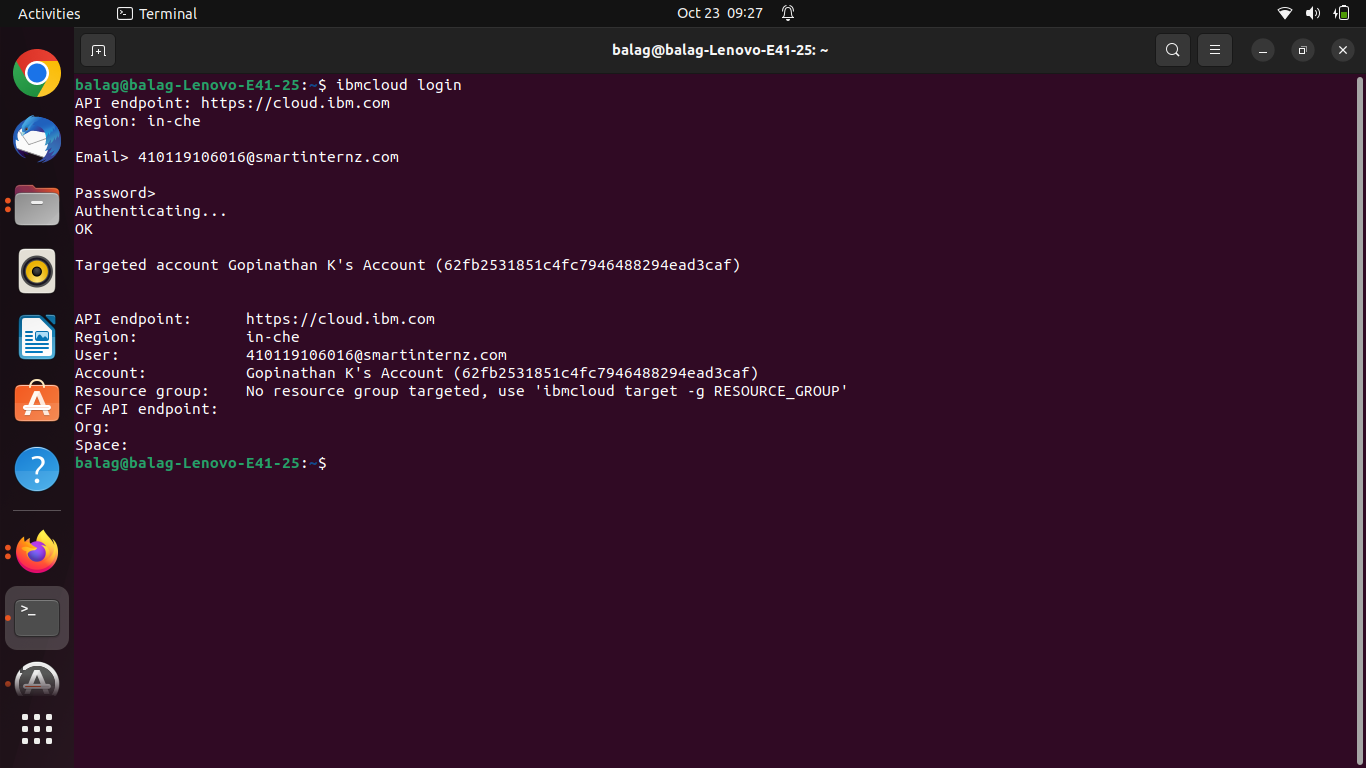 Activities
Terminal
Oct 23 09:27
balag@balag-Lenovo-E41-25: ~
balag@balag-Lenovo-E41-25:~$ ibmcloud login
API endpoint: https://cloud.ibm.com
Region: in-che
Email> 410119106016@smartinternz.com
Password>
Authenticating...
OK
Targeted account Gopinathan K's Account (62fb2531851c4fc7946488294ead3caf)
API endpoint: https://cloud.ibm.com
Region: in-che
User: 410119106016@smartinternz.com
Account: Gopinathan K's Account (62fb2531851c4fc7946488294ead3caf)
Resource group: No resource group targeted, use 'ibmcloud target -g RESOURCE_GROUP'
CF API endpoint:
Org:
Space:
balag@balag-Lenovo-E41-25:~$